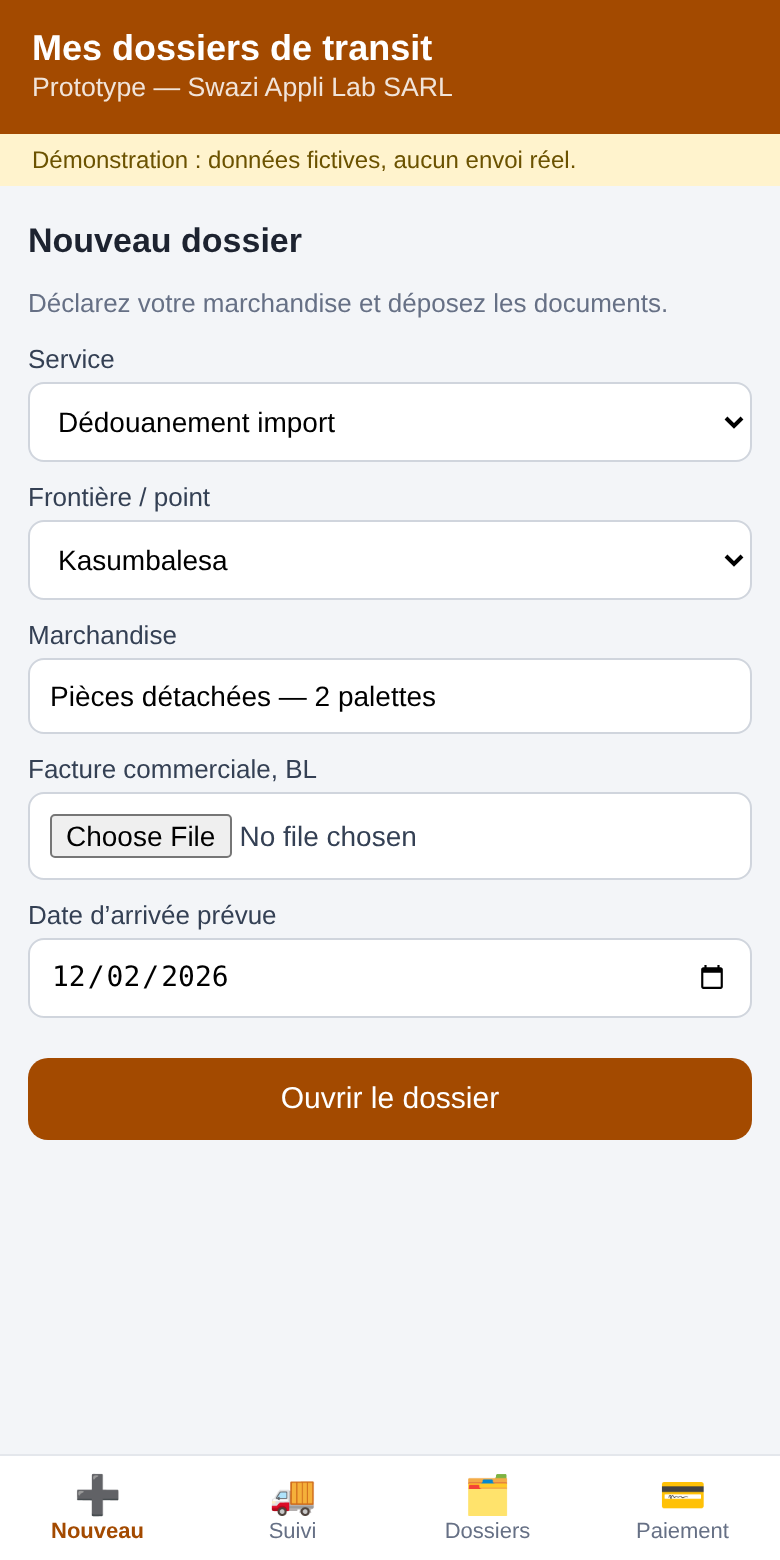 Mes dossiers de transit
Prototype — Swazi Appli Lab SARL
Démonstration : données fictives, aucun envoi réel.
Nouveau dossier
Déclarez votre marchandise et déposez les documents.
Service
Dédouanement import
Frontière / point
Kasumbalesa
Marchandise
Pièces détachées — 2 palettes
Facture commerciale, BL
Choose File No file chosen
Date d’arrivée prévue
12/02/2026
Ouvrir le dossier
Nouveau Suivi Dossiers Paiement